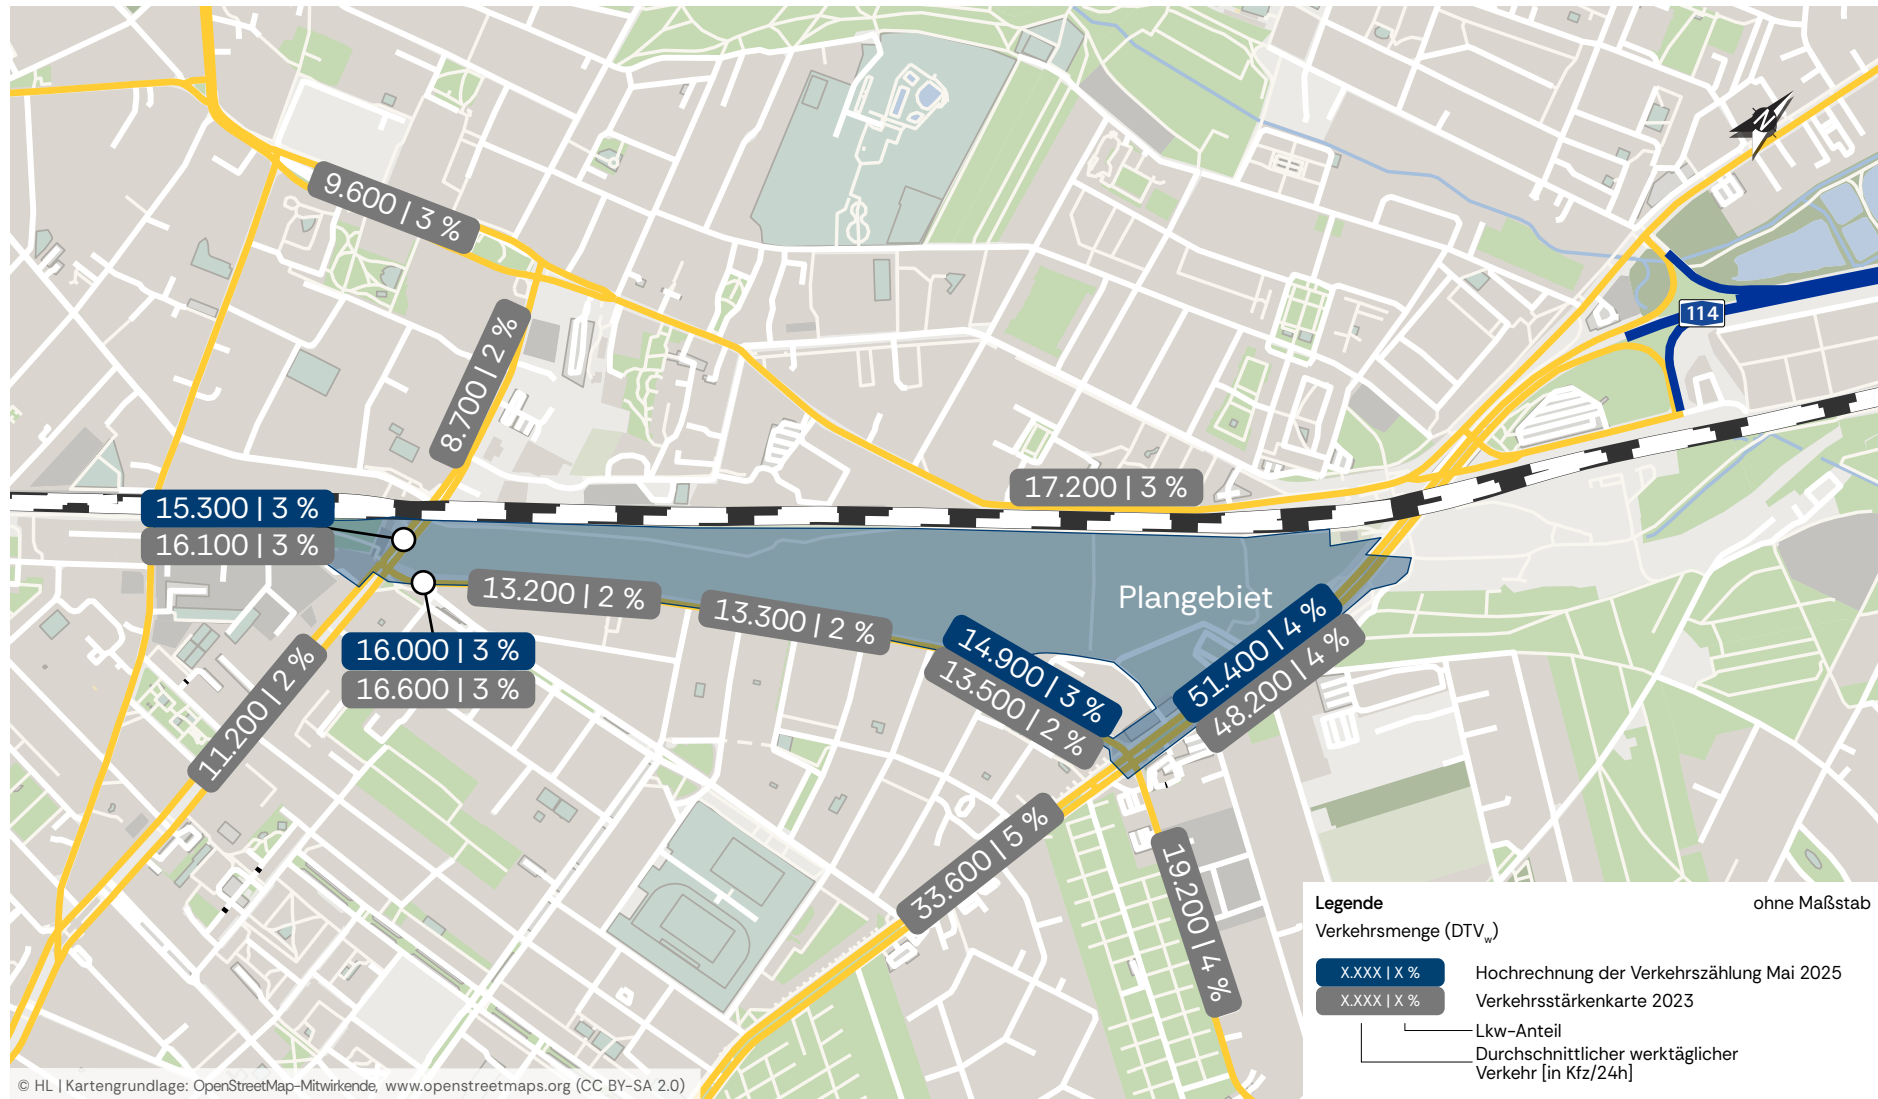 N
114
9.600 | 3 %
8.700 | 2 %
17.200 | 3 %
15.300 | 3 %
16.100 | 3 %
13.200 | 2 %
13.300 | 2 %
Plangebiet
16.000 | 3 %
16.600 | 3 %
14.900 | 3 %
13.500 | 2 %
51.400 | 4 %
48.200 | 4 %
11.200 | 2 %
33.600 | 5 %
19.200 | 4 %
Legende
ohne Maßstab
Verkehrsmenge (DTVw)
X.XXX | X % Hochrechnung der Verkehrszählung Mai 2025
X.XXX | X % Verkehrsstärkenkarte 2023
Lkw-Anteil
Durchschnittlicher werktäglicher
Verkehr [in Kfz/24h]
© HL | Kartengrundlage: OpenStreetMap-Mitwirkende, www.openstreetmaps.org (CC BY-SA 2.0)